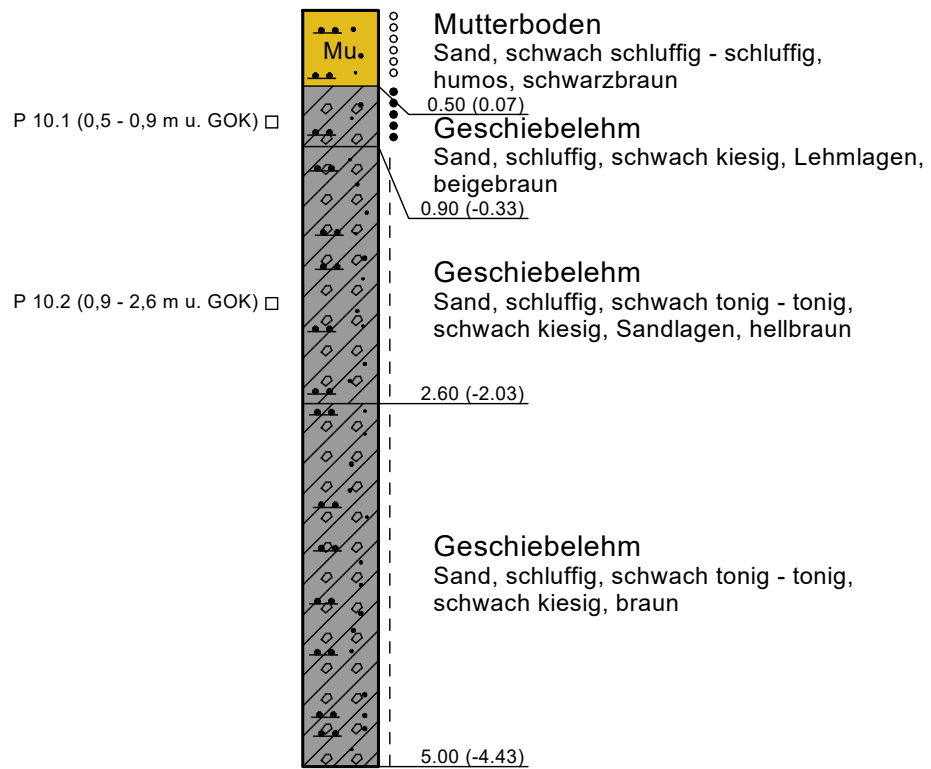 Mutterboden
Mu
Sand, schwach schluffig - schluffig,
humos, schwarzbraun
0.50 (0.07)
P 10.1 (0,5 - 0,9 m u. GOK)
Geschiebelehm
Sand, schluffig, schwach kiesig, Lehmlagen,
beigebraun
0.90 (-0.33)
Geschiebelehm
P 10.2 (0,9 - 2,6 m u. GOK)
Sand, schluffig, schwach tonig - tonig,
schwach kiesig, Sandlagen, hellbraun
2.60 (-2.03)
Geschiebelehm
Sand, schluffig, schwach tonig - tonig,
schwach kiesig, braun
5.00 (-4.43)